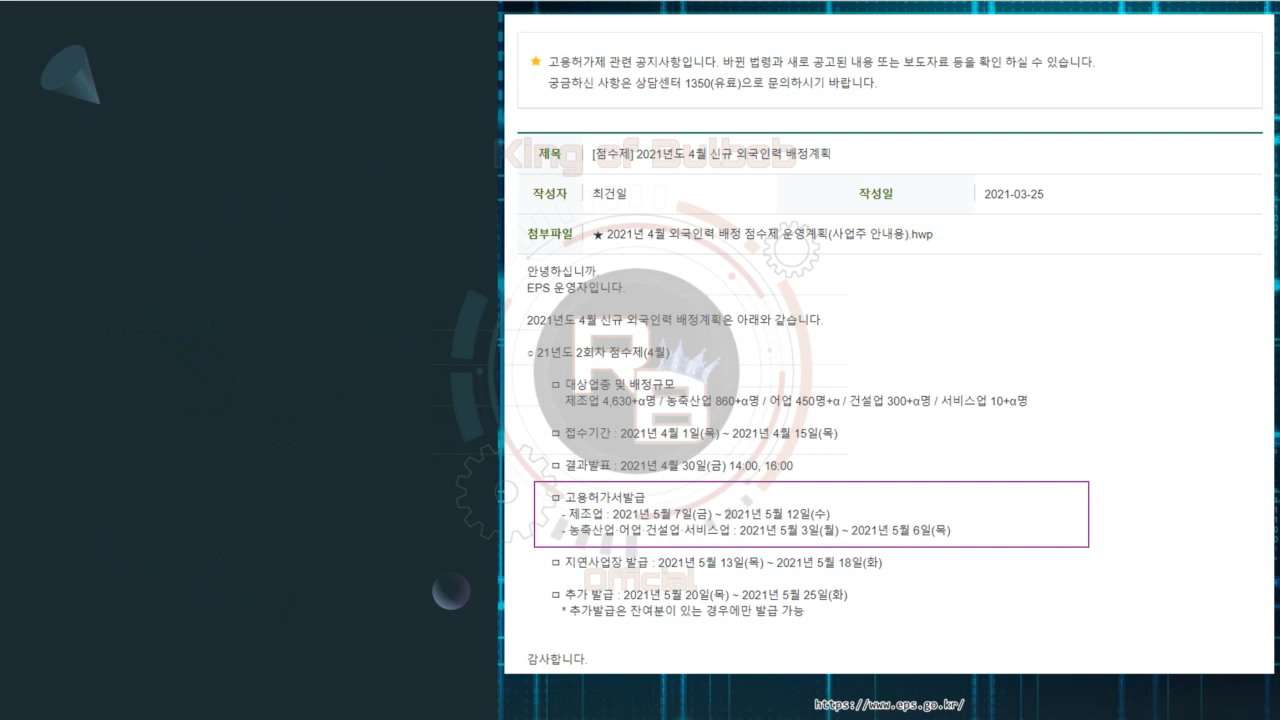 고용허가제 관련 공지사항입니다. 바뀐 법령과 새로 공고된 내용 또는 보도자료 등을 확인 하실 수 있습니다.
궁금하신 사항은 상담센터 1350(유료)으로 문의하시기 바랍니다.
King of Bulbob
제목 [점수제] 2021년도 4월 신규 외국인력 배정계획
작성자 최건일 작성일 2021-03-25
첨부파일 ★ 2021년 4월 외국인력 배정 점수제 운영계획(사업주 안내용).hwp
안녕하십니까.
EPS 운영자입니다.
2021년도 4월 신규 외국인력 배정계획은 아래와 같습니다.
○ 21년도 2회차 점수제(4월)
ㅁ 대상업종 및 배정규모
제조업 4,630+α명 / 농축산업 860+α명 / 어업 450명+α / 건설업 300+α명 / 서비스업 10+α명
ㅁ 접수기간 : 2021년 4월 1일(목) ~ 2021년 4월 15일(목)
ㅁ 결과발표 : 2021년 4월 30일(금) 14:00, 16:00
ㅁ 고용허가서발급
- 제조업 : 2021년 5월 7일(금) ~ 2021년 5월 12일(수)
- 농축산업·어업·건설업·서비스업 : 2021년 5월 3일(월) ~ 2021년 5월 6일(목)
ㅁ 지연사업장 발급 : 2021년 5월 13일(목) ~ 2021년 5월 18일(화)
Official
ㅁ 추가 발급 : 2021년 5월 20일(목) ~ 2021년 5월 25일(화)
* 추가발급은 잔여분이 있는 경우에만 발급 가능
감사합니다.
https://www.eps.go.kr/